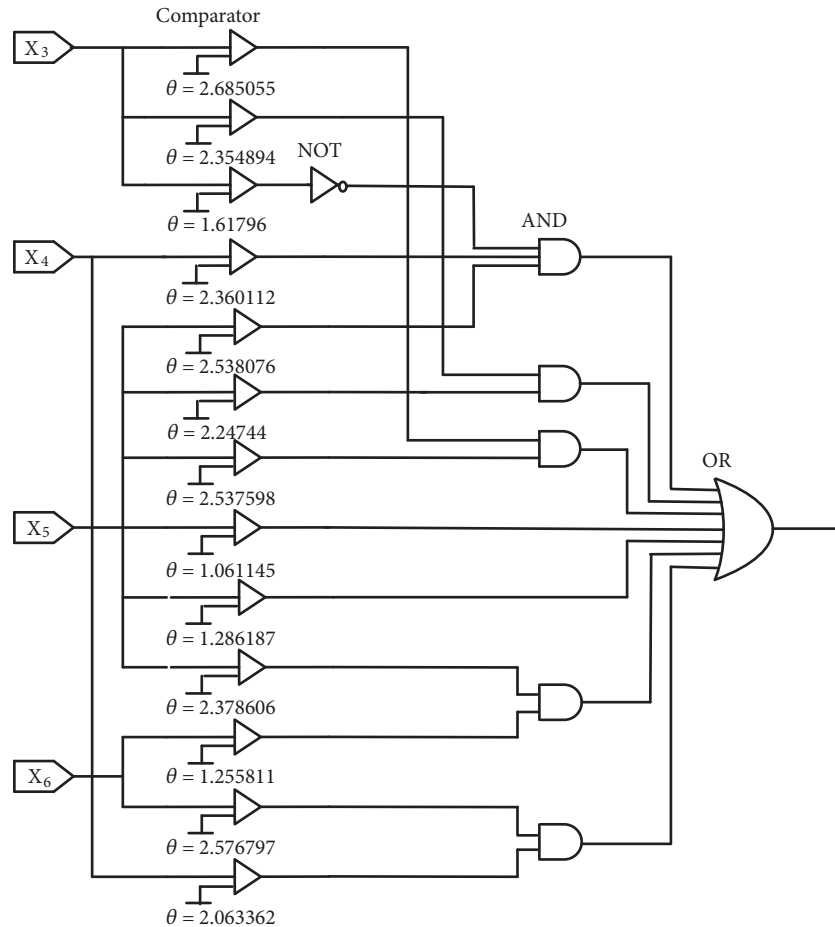 Comparator
X3
θ = 2.685055
θ = 2.354894
NOT
θ = 1.61796
AND
X4
θ = 2.360112
θ = 2.538076
θ = 2.24744
OR
θ = 2.537598
X5
θ = 1.061145
θ = 1.286187
θ = 2.378606
X6
θ = 1.255811
θ = 2.576797
θ = 2.063362